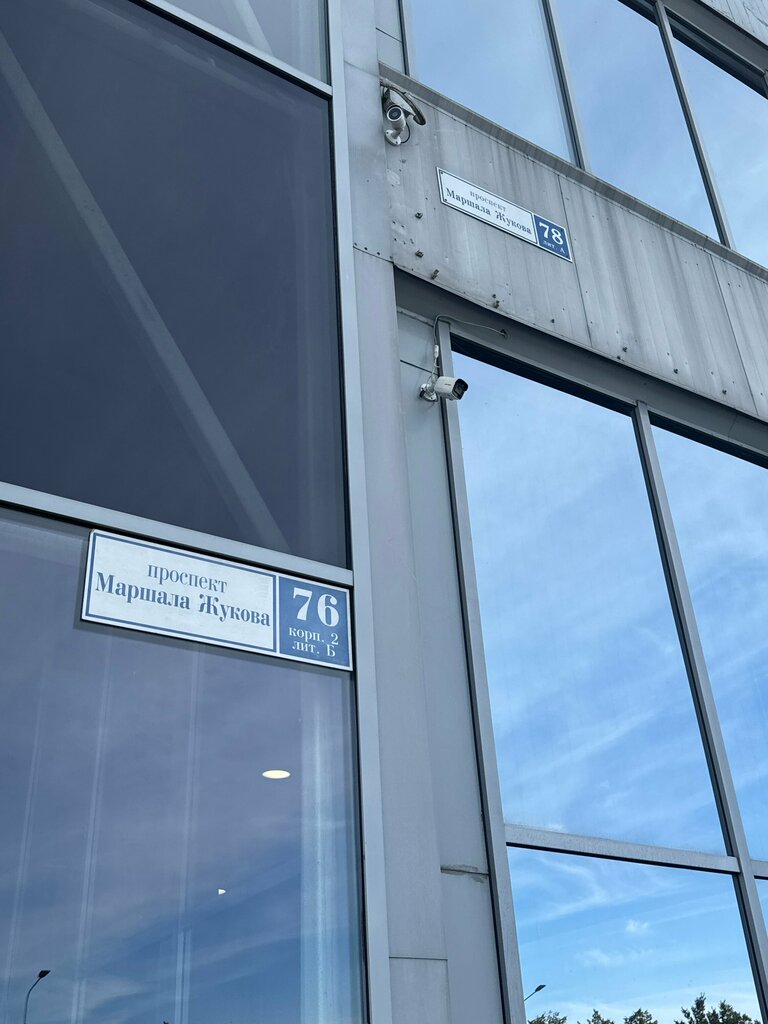 проспект
Маршала Жукова
78
лит. А
проспект
Маршала Жукова
76
корп. 2
лит. Б